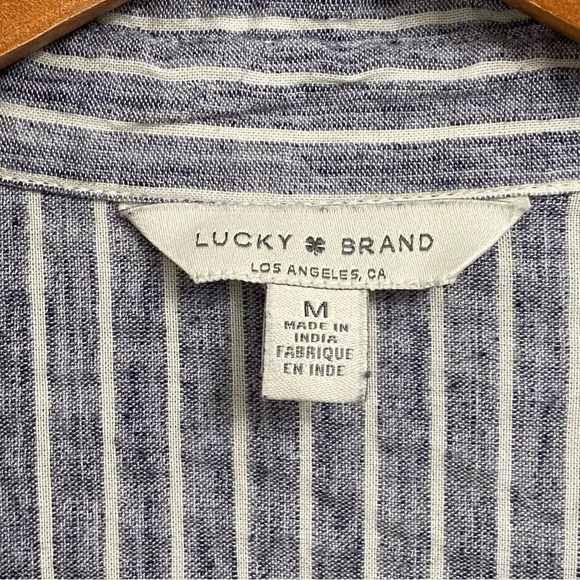 LUCKY BRAND
LOS ANGELES, CA
M
MADE IN
INDIA
FABRIQUE
EN INDE